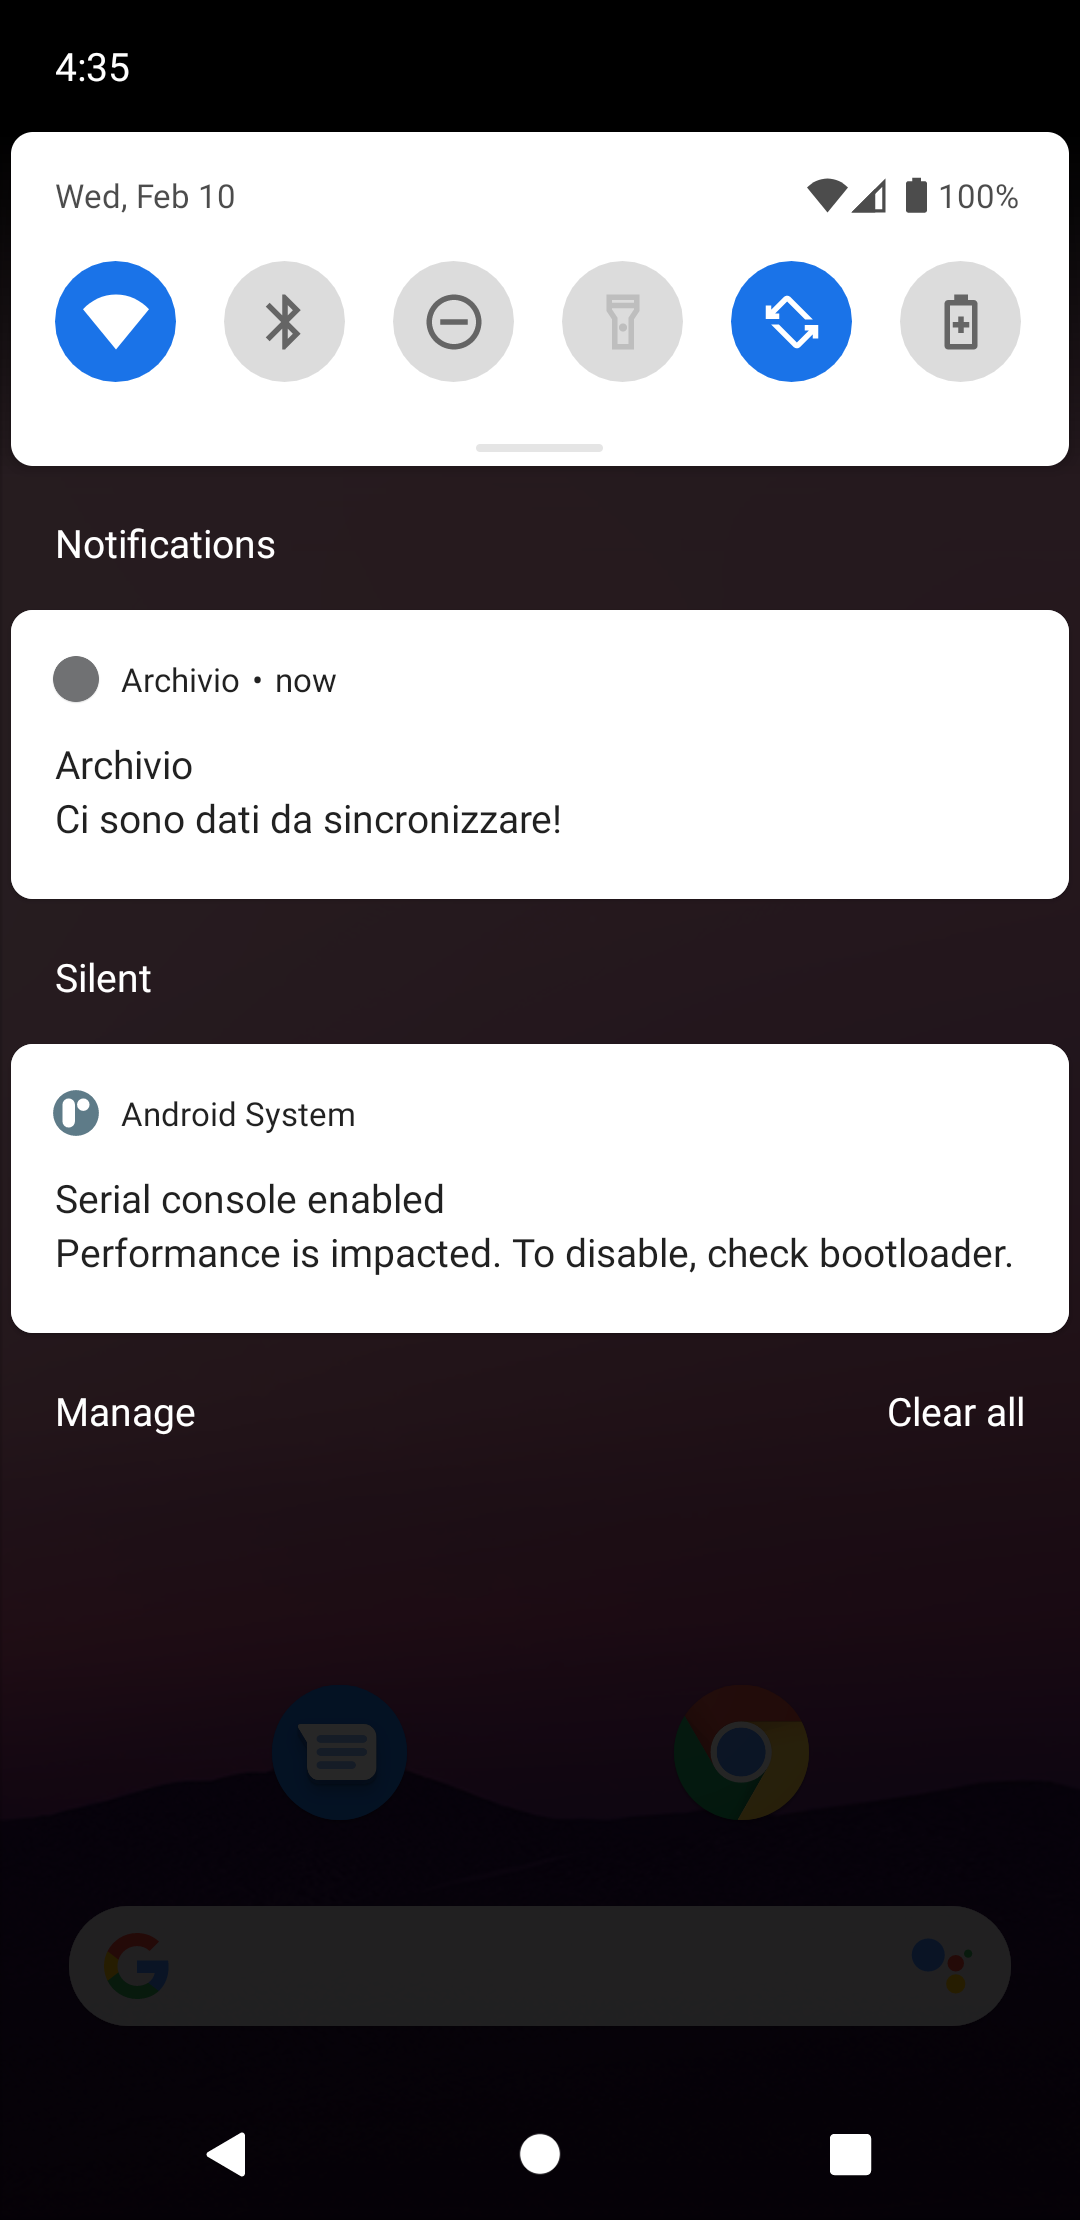 4:35
Wed, Feb 10
100%
Notifications
Archivio • now
Archivio
Ci sono dati da sincronizzare!
Silent
Android System
Serial console enabled
Performance is impacted. To disable, check bootloader.
Manage
Clear all